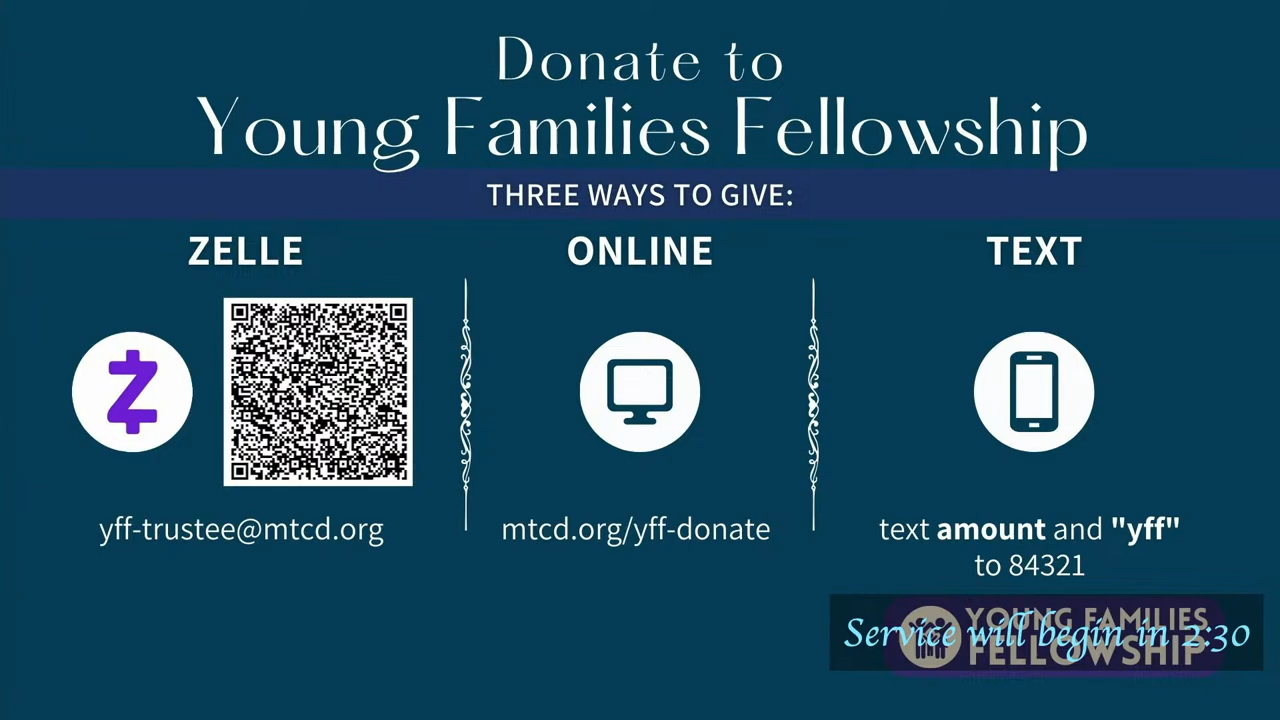 Donate to
Young Families Fellowship
THREE WAYS TO GIVE:
ZELLE
yff-trustee@mtcd.org
ONLINE
mtcd.org/yff-donate
TEXT
text amount and "yff"
to 84321
YOUNG FAMILIES
FELLOWSHIP
Service will begin in 2:30